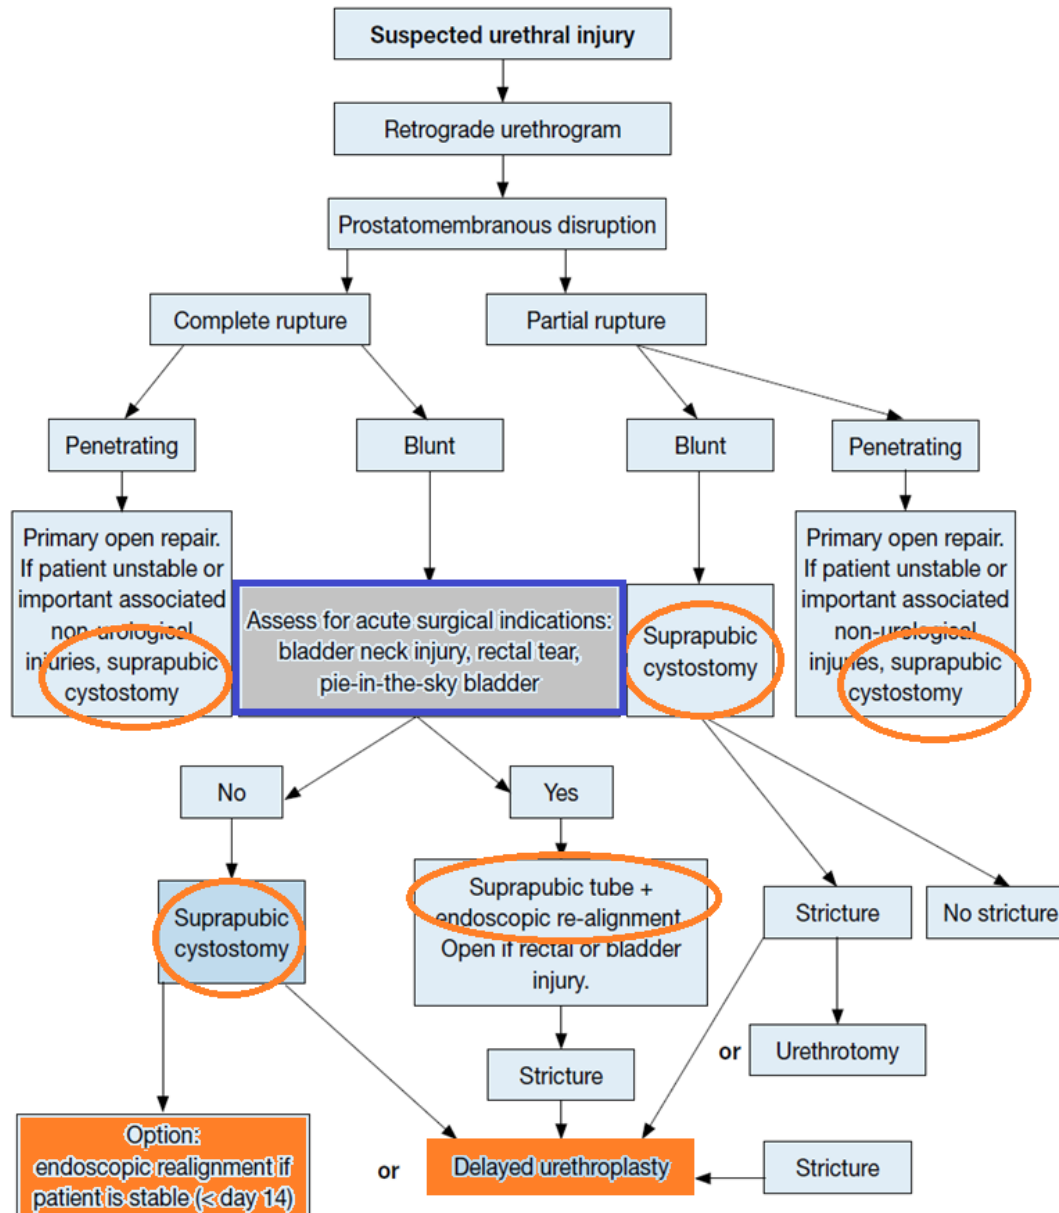 Suspected urethral injury
Retrograde urethrogram
Prostatomembranous disruption
Complete rupture
Partial rupture
Penetrating
Blunt
Blunt
Penetrating
Primary open repair.
If patient unstable or
important associated
non-urological
injuries, suprapubic
cystostomy
Assess for acute surgical indications:
bladder neck injury, rectal tear,
pie-in-the-sky bladder
Suprapubic
cystostomy
Primary open repair.
If patient unstable or
important associated
non-urological
injuries, suprapubic
cystostomy
No
Yes
Suprapubic
cystostomy
Suprapubic tube +
endoscopic re-alignment
Open if rectal or bladder
injury.
Stricture
No stricture
Stricture
or
Urethrotomy
Option:
endoscopic realignment if
patient is stable (< day 14)
or
Delayed urethroplasty
Stricture